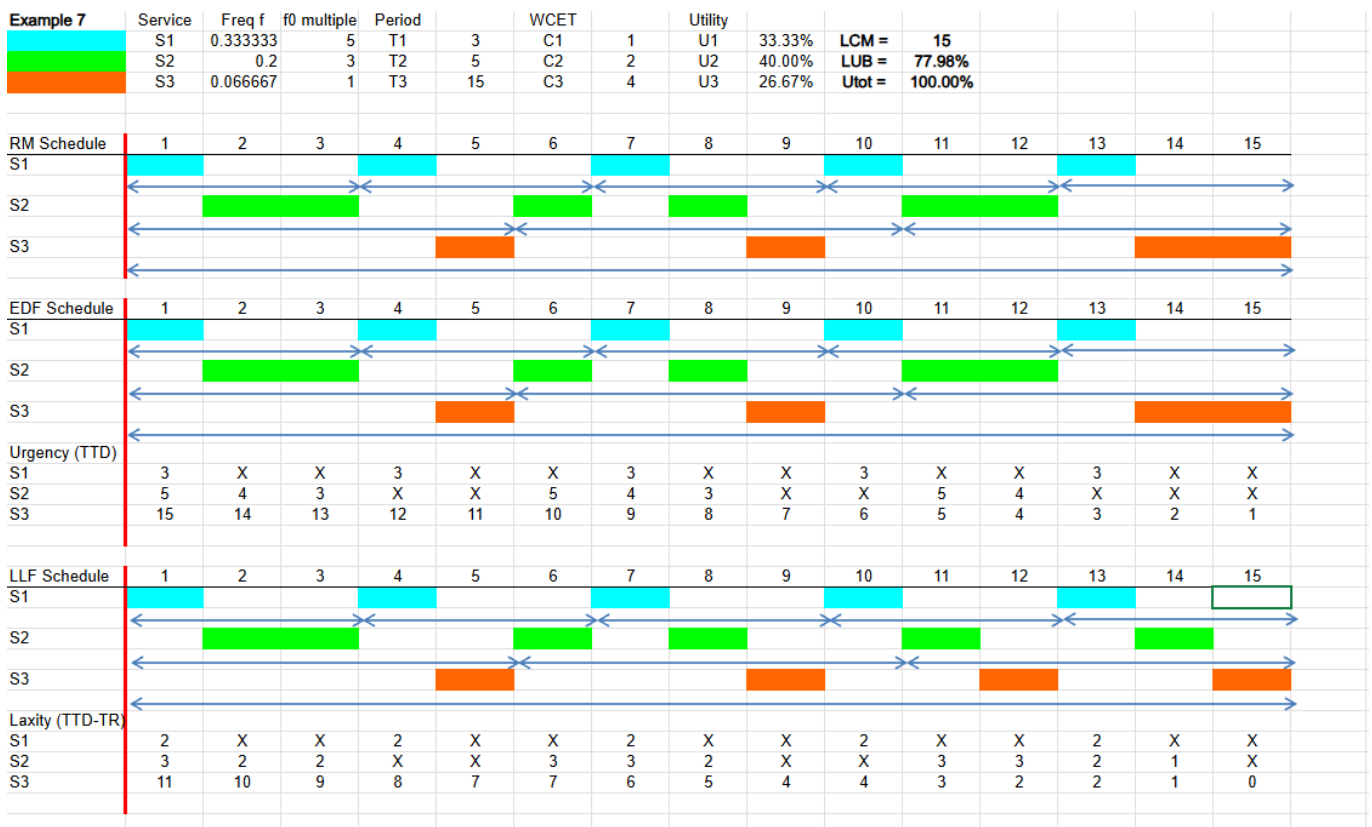 Example 7 Service Freq f f0 multiple Period WCET Utility
S1 0.333333 5 T1 3 C1 1 U1 33.33% LCM = 15
S2 0.2 3 T2 5 C2 2 U2 40.00% LUB = 77.98%
S3 0.066667 1 T3 15 C3 4 U3 26.67% Utot = 100.00%
RM Schedule 1 2 3 4 5 6 7 8 9 10 11 12 13 14 15
S1
S2
S3
EDF Schedule 1 2 3 4 5 6 7 8 9 10 11 12 13 14 15
S1
S2
S3
Urgency (TTD)
S1 3 X X 3 X X 3 X X 3 X X 3 X X
S2 5 4 3 X X 5 4 3 X X 5 4 X X X
S3 15 14 13 12 11 10 9 8 7 6 5 4 3 2 1
LLF Schedule 1 2 3 4 5 6 7 8 9 10 11 12 13 14 15
S1
S2
S3
Laxity (TTD-TR)
S1 2 X X 2 X X 2 X X 2 X X 2 X X
S2 3 2 2 X X 3 3 2 X X 3 3 2 1 X
S3 11 10 9 8 7 7 6 5 4 4 3 2 2 1 0